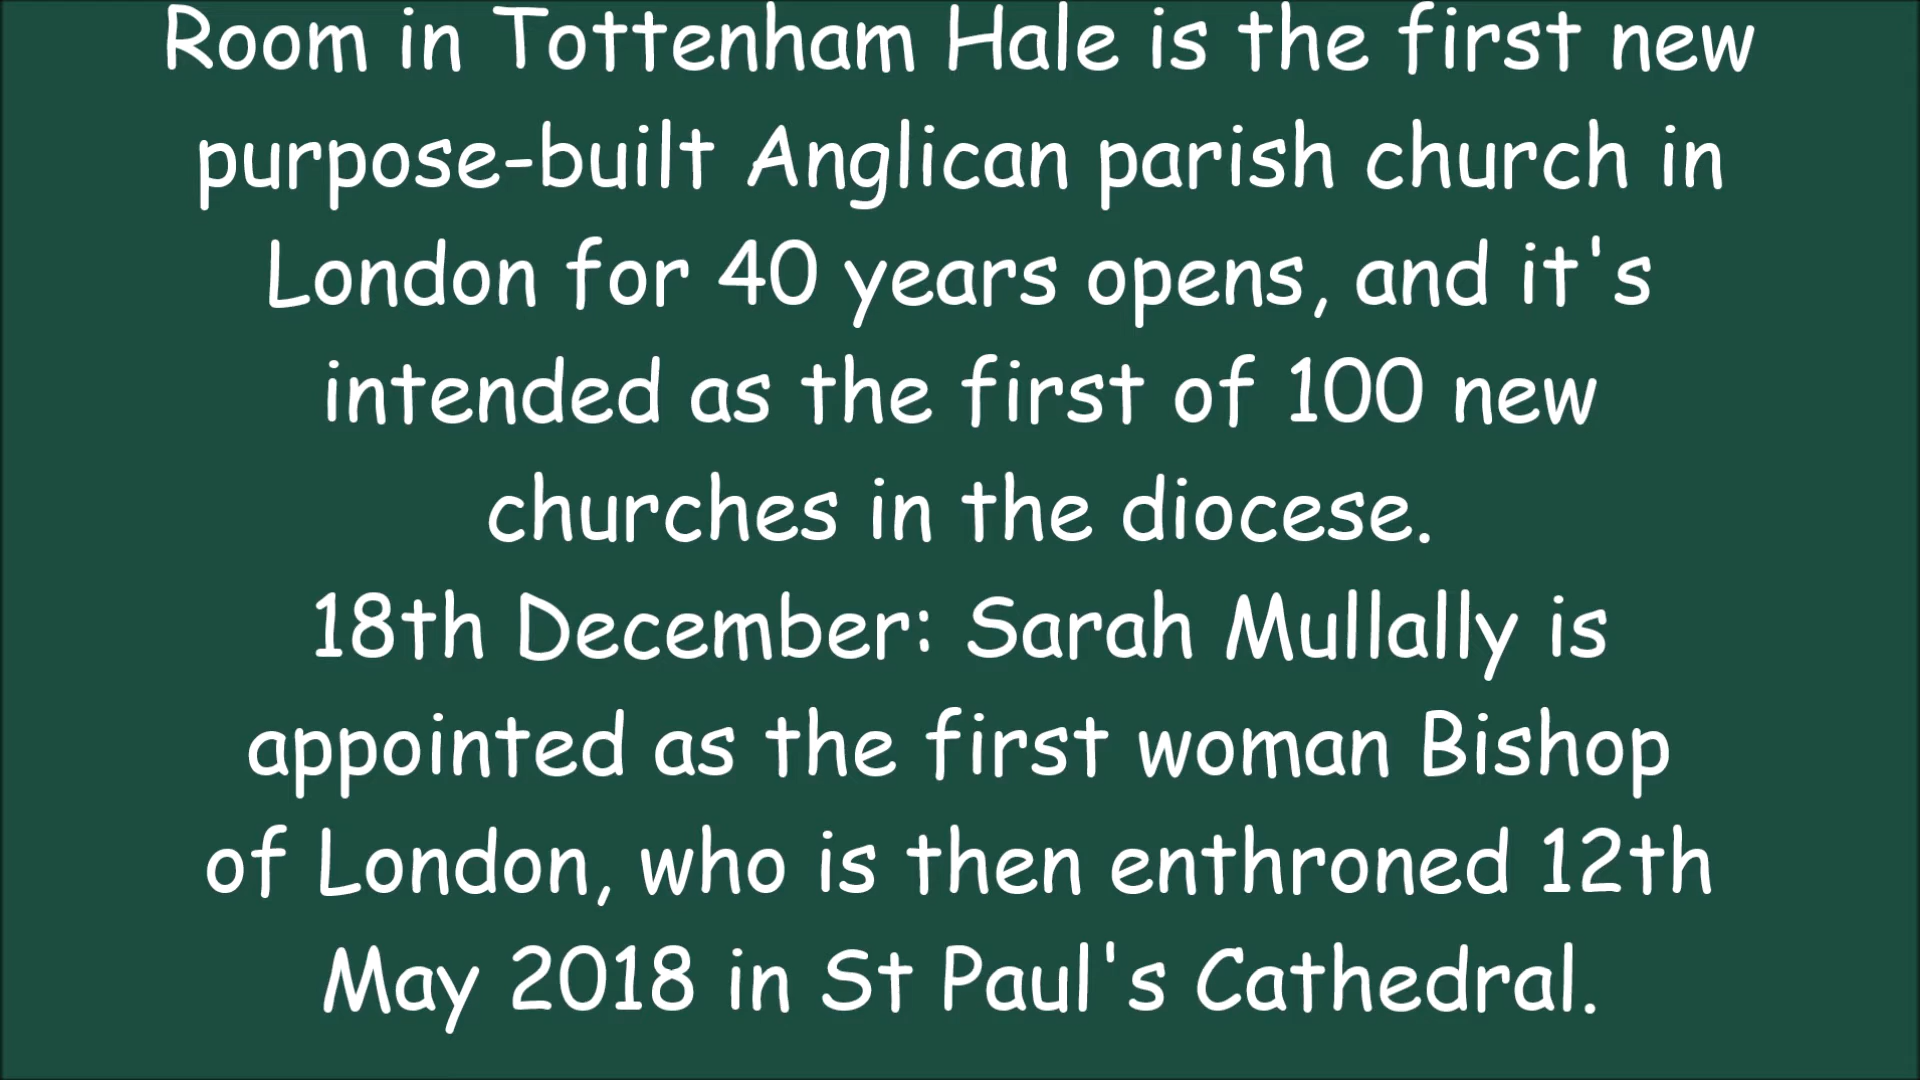 Room in Tottenham Hale is the first new
purpose-built Anglican parish church in
London for 40 years opens, and it's
intended as the first of 100 new
churches in the diocese.
18th December: Sarah Mullally is
appointed as the first woman Bishop
of London, who is then enthroned 12th
May 2018 in St Paul's Cathedral.